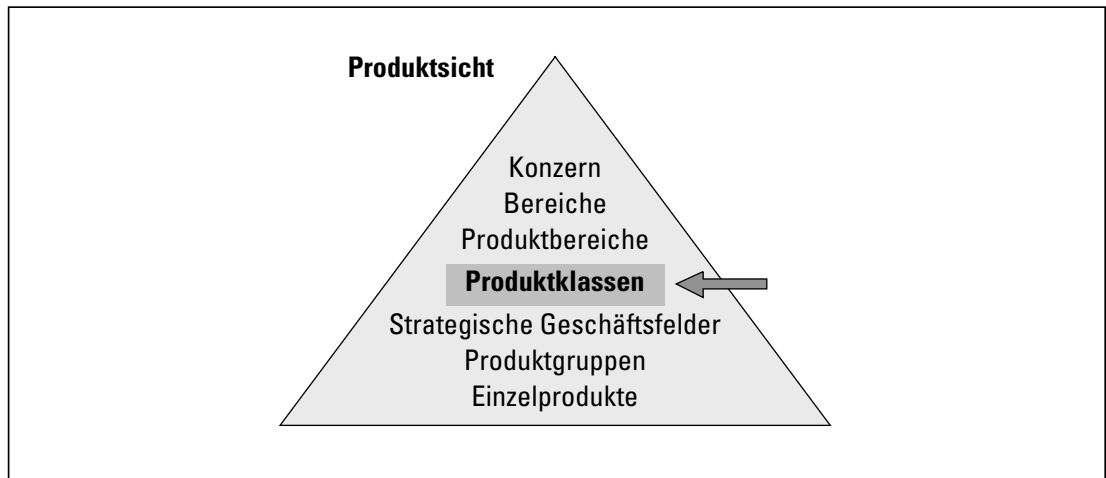 Produktsicht
Konzern
Bereiche
Produktbereiche
Produktklassen
Strategische Geschäftsfelder
Produktgruppen
Einzelprodukte